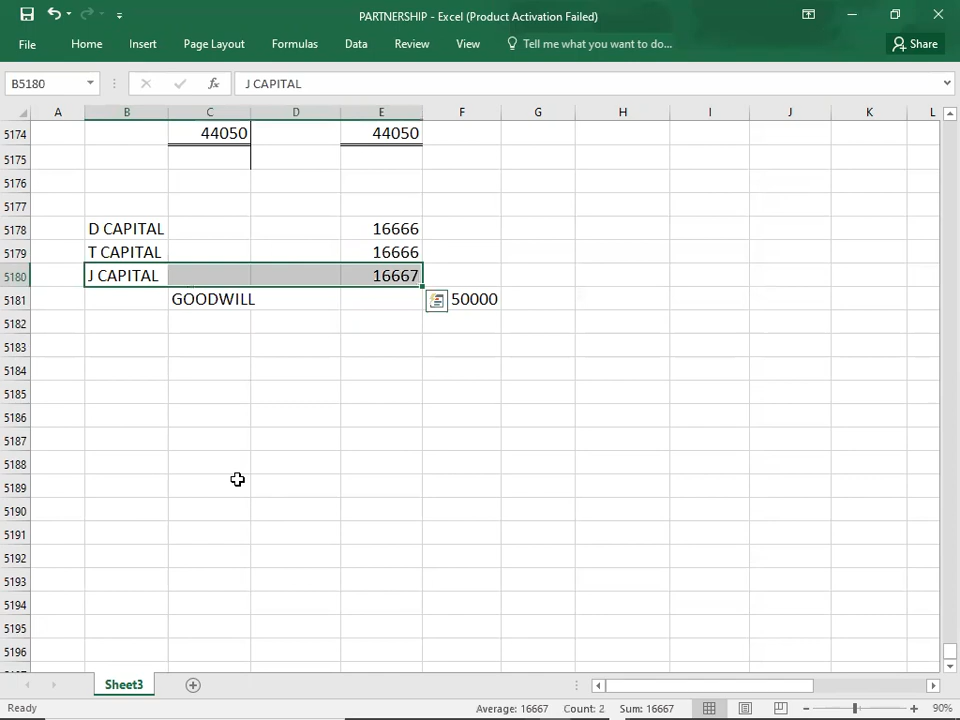 PARTNERSHIP - Excel (Product Activation Failed)
File Home Insert Page Layout Formulas Data Review View Tell me what you want to do... Share
B5180 fx J CAPITAL
A B C D E F G H I J K L
5174 44050 44050
5175
5176
5177
5178 D CAPITAL 16666
5179 T CAPITAL 16666
5180 J CAPITAL 16667
5181 GOODWILL 50000
5182
5183
5184
5185
5186
5187
5188
5189
5190
5191
5192
5193
5194
5195
5196
Sheet3
Ready Average: 16667 Count: 2 Sum: 16667 90%